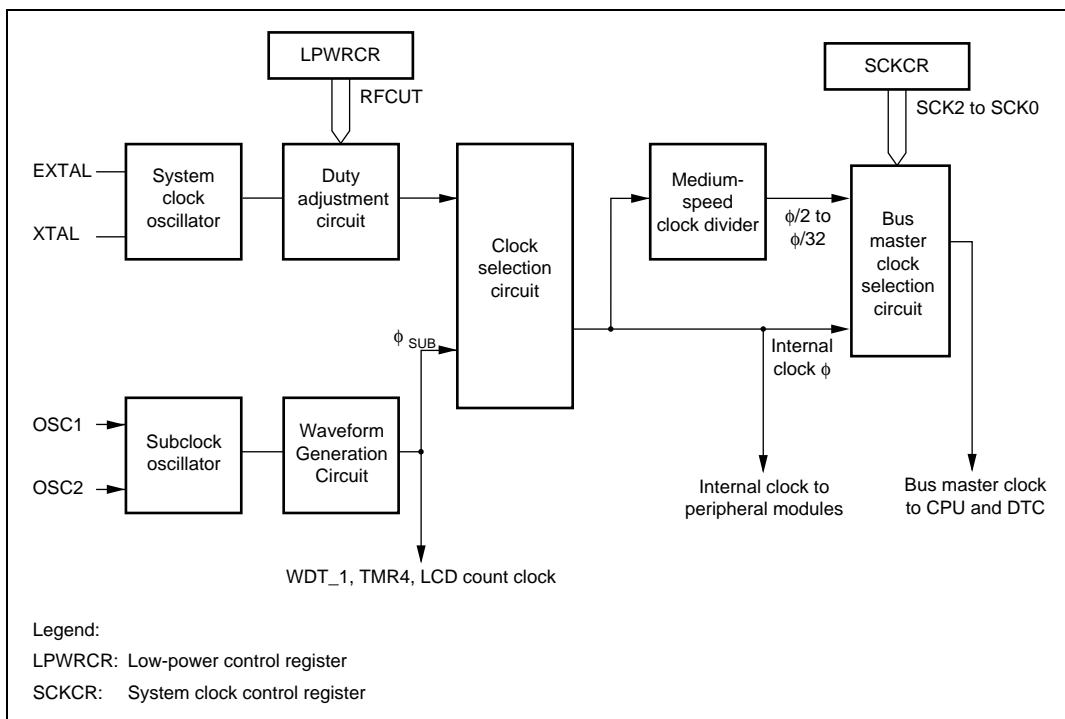 LPWRCR
RFCUT
SCKCR
SCK2 to SCK0
EXTAL
XTAL
System
clock
oscillator
Duty
adjustment
circuit
Clock
selection
circuit
Medium-
speed
clock divider
ϕ/2 to
ϕ/32
Bus
master
clock
selection
circuit
ϕ SUB
Internal
clock ϕ
OSC1
OSC2
Subclock
oscillator
Waveform
Generation
Circuit
Internal clock to
peripheral modules
Bus master clock
to CPU and DTC
WDT_1, TMR4, LCD count clock
Legend:
LPWRCR: Low-power control register
SCKCR: System clock control register